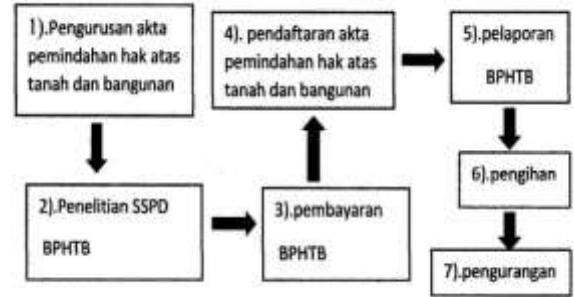 1).Pengurusan akta
pemindahan hak atas
tanah dan bangunan
2).Penelitian SSPD
BPHTB
3).pembayaran
BPHTB
4). pendaftaran akta
pemindahan hak atas
tanah dan bangunan
5).pelaporan
BPHTB
6).pengihan
7).pengurangan